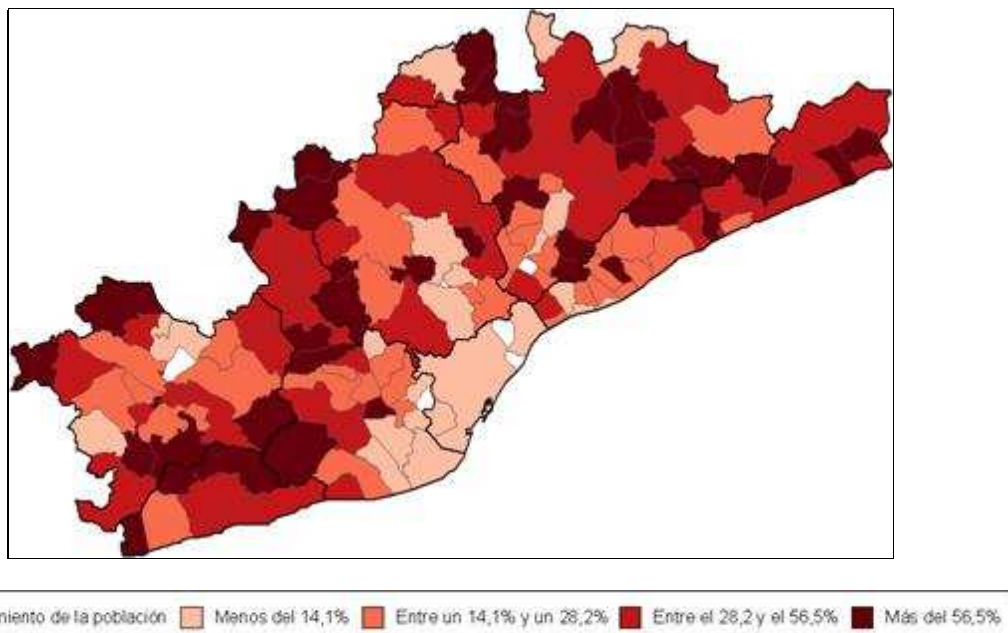 miento de la población Menos del 14,1% Entre un 14,1% y un 28,2% Entre el 28,2 y el 56,5% Más del 56,5%